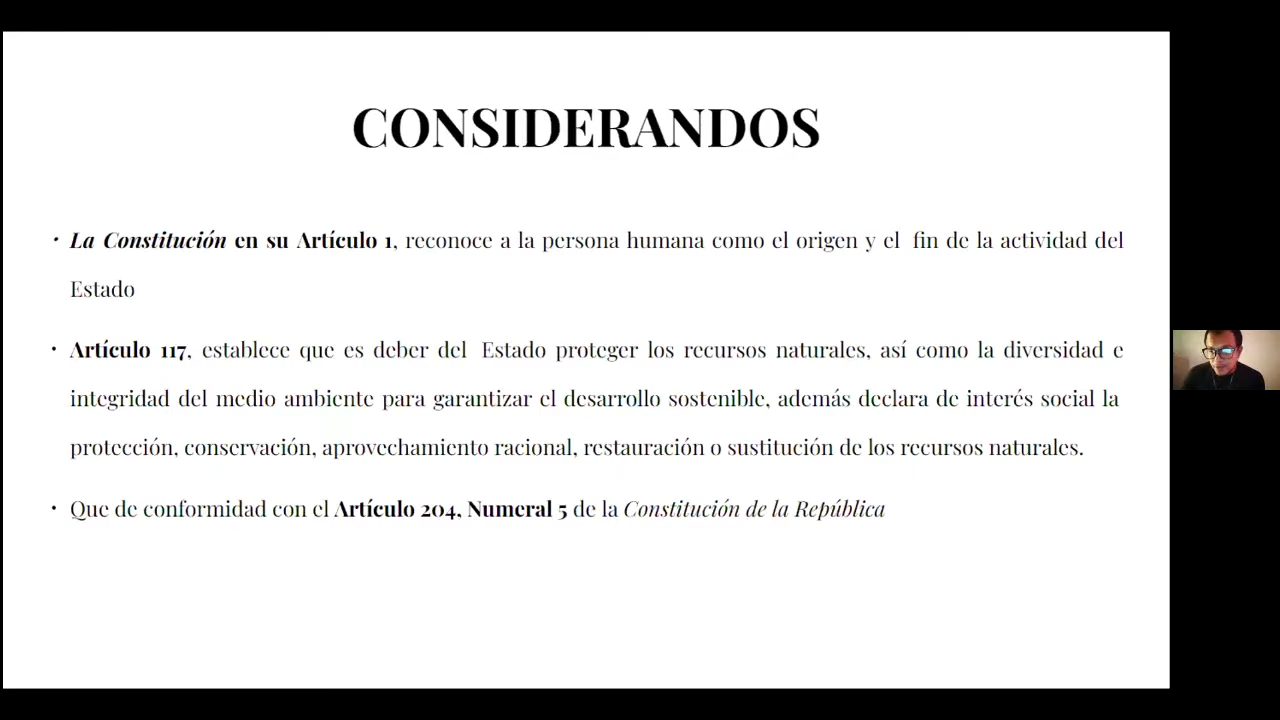 CONSIDERANDOS
• La Constitución en su Artículo 1, reconoce a la persona humana como el origen y el fin de la actividad del
Estado
• Artículo 117, establece que es deber del Estado proteger los recursos naturales, así como la diversidad e
integridad del medio ambiente para garantizar el desarrollo sostenible, además declara de interés social la
protección, conservación, aprovechamiento racional, restauración o sustitución de los recursos naturales.
• Que de conformidad con el Artículo 204, Numeral 5 de la Constitución de la República